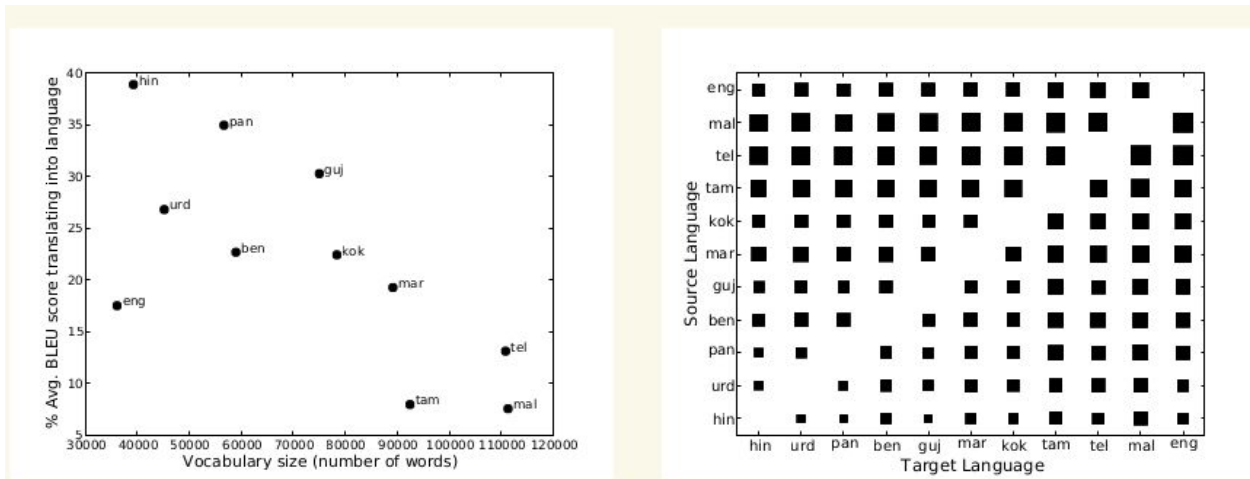 % Avg. BLEU score translating into language
40
35
30
25
20
15
10
5
hin
pan
guj
urd
ben
kok
mar
eng
tel
tam
mal
30000 40000 50000 60000 70000 80000 90000 100000 110000 120000
Vocabulary size (number of words)
Source Language
eng
mal
tel
tam
kok
mar
guj
ben
pan
urd
hin
hin urd pan ben guj mar kok tam tel mal eng
Target Language